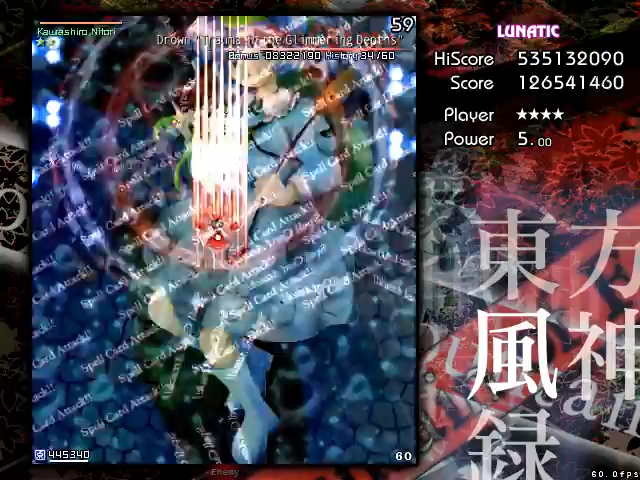 Kawashiro Nitori
59
Drown "Trauma in the Glimmering Depths"
Bonus 08322190 History 34/60
Spell Card Attack!!
445340
60
Enemy
LUNATIC
HiScore 535132090
Score 126541460
Player ★★★★
Power 5.00
東方
風神
録
60.0fps